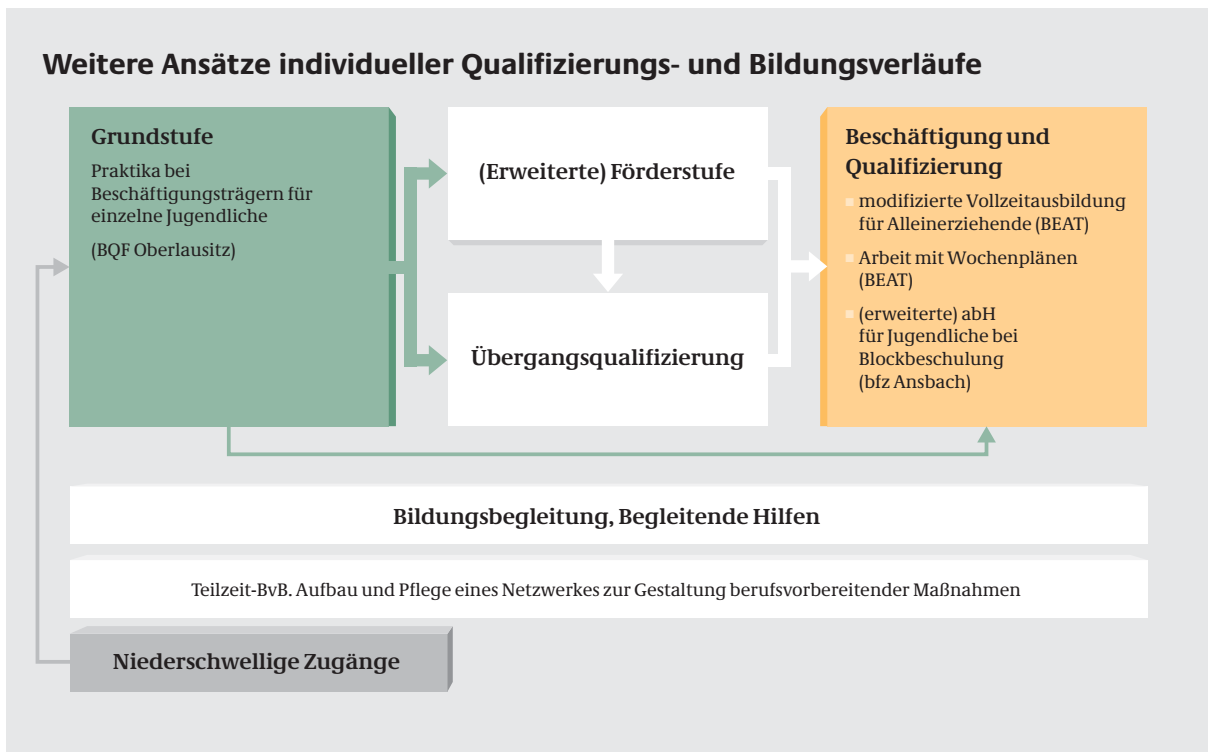 Weitere Ansätze individueller Qualifizierungs- und Bildungsverläufe
Grundstufe
Praktika bei
Beschäftigungsträgern für
einzelne Jugendliche
(BQF Oberlausitz)
(Erweiterte) Förderstufe
Übergangsqualifizierung
Beschäftigung und
Qualifizierung
modifizierte Vollzeitausbildung
für Alleinerziehende (BEAT)
Arbeit mit Wochenplänen
(BEAT)
(erweiterte) abH
für Jugendliche bei
Blockbeschulung
(bfz Ansbach)
Bildungsbegleitung, Begleitende Hilfen
Teilzeit-BvB. Aufbau und Pflege eines Netzwerkes zur Gestaltung berufsvorbereitender Maßnahmen
Niederschwellige Zugänge